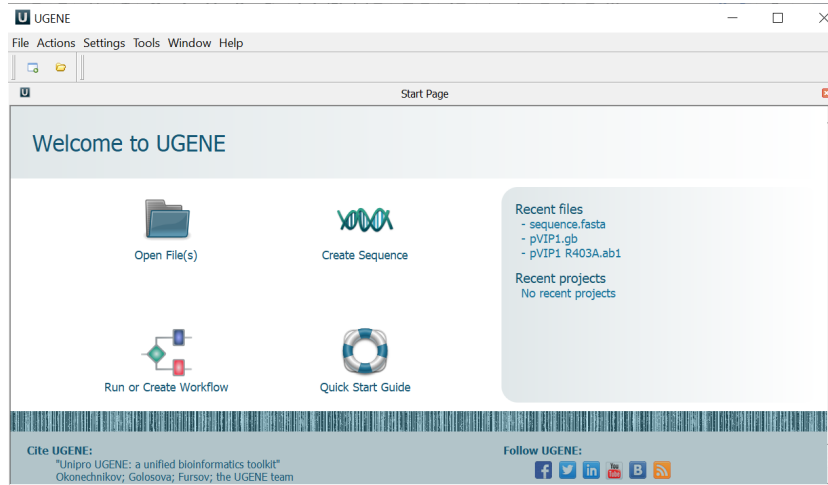 UGENE
File Actions Settings Tools Window Help
Start Page
Welcome to UGENE
Open File(s)
Create Sequence
Run or Create Workflow
Quick Start Guide
Recent files
- sequence.fasta
- pVIP1.gb
- pVIP1 R403A.ab1
Recent projects
No recent projects
Cite UGENE:
"Unipro UGENE: a unified bioinformatics toolkit"
Okonechnikov; Golosova; Fursov; the UGENE team
Follow UGENE: